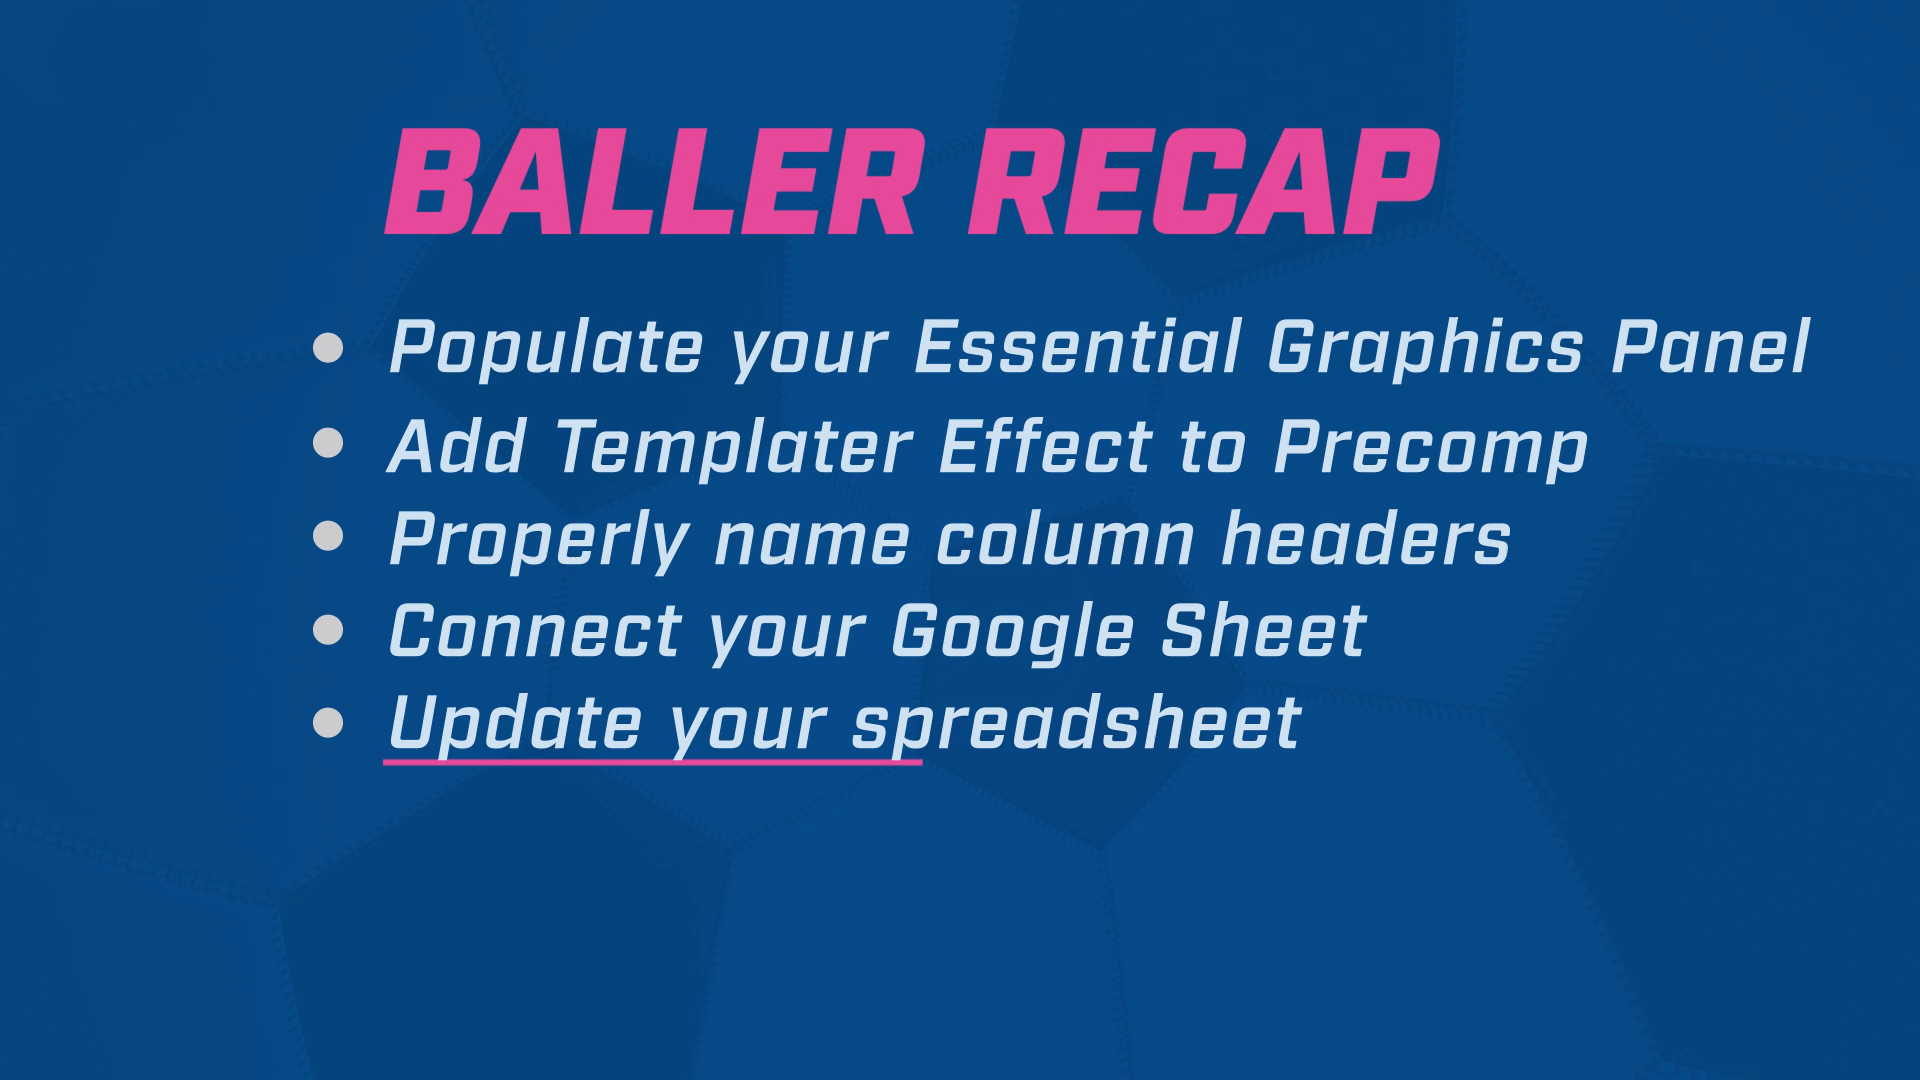 BALLER RECAP
• Populate your Essential Graphics Panel
• Add Templater Effect to Precomp
• Properly name column headers
• Connect your Google Sheet
• Update your spreadsheet